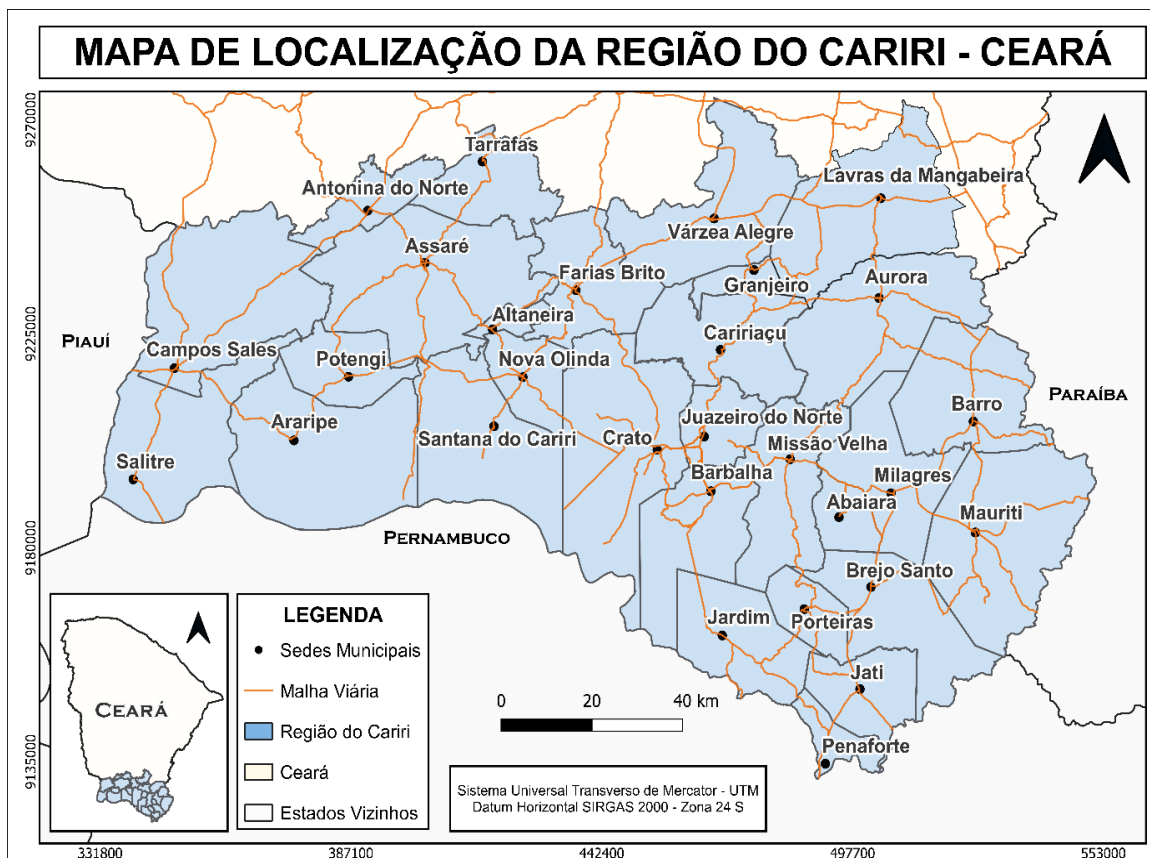 MAPA DE LOCALIZAÇÃO DA REGIÃO DO CARIRI - CEARÁ
9270000
9225000
9180000
9135000
Tarrafas
Antonina do Norte
Lavras da Mangabeira
Várzea Alegre
Assaré
Farias Brito
Granjeiro
Aurora
Altaneira
Piauí
Caririaçu
Campos Sales
Potengi
Nova Olinda
Paraíba
Barro
Araripe
Santana do Cariri
Crato
Juazeiro do Norte
Missão Velha
Salitre
Barbalha
Milagres
Abaiara
Mauriti
Pernambuco
Brejo Santo
Jardim
Porteiras
Jati
Penaforte
Ceará
LEGENDA
Sedes Municipais
Malha Viária
Região do Cariri
Ceará
Estados Vizinhos
0 20 40 km
Sistema Universal Transverso de Mercator - UTM
Datum Horizontal SIRGAS 2000 - Zona 24 S
331800 387100 442400 497700 553000